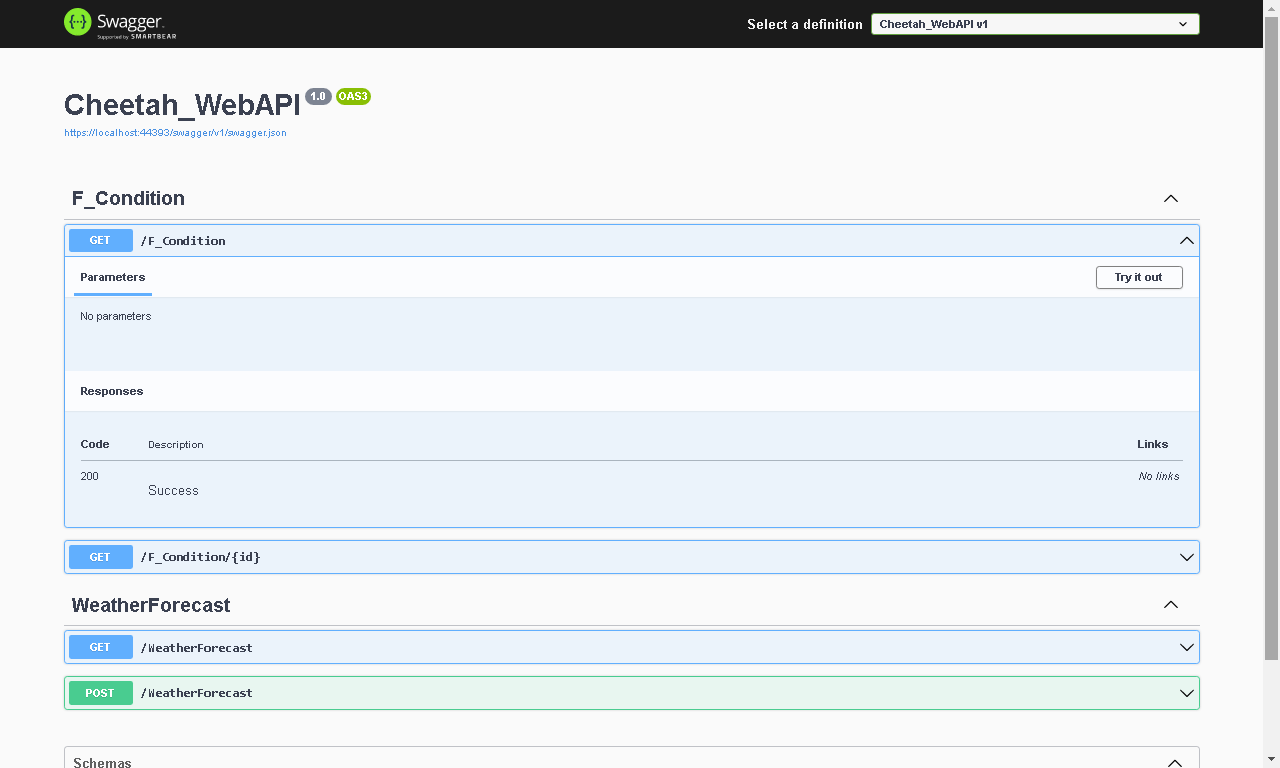 Swagger.
Supported by SMARTBEAR
Select a definition
Cheetah_WebAPI v1
Cheetah_WebAPI 1.0 OAS3
https://localhost:44393/swagger/v1/swagger.json
F_Condition
GET /F_Condition
Parameters
Try it out
No parameters
Responses
Code Description Links
200 No links
Success
GET /F_Condition/{id}
WeatherForecast
GET /WeatherForecast
POST /WeatherForecast
Schemas